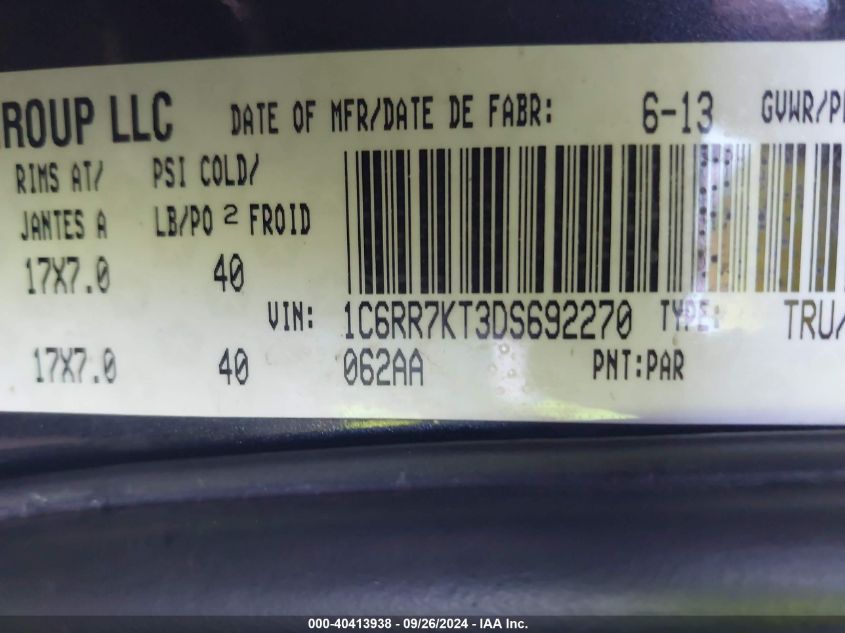 GROUP LLC DATE OF MFR/DATE DE FABR: 6-13 GVWR/
RIMS AT/ PSI COLD/
JANTES A LB/PO 2 FROID
17X7.0 40
VIN: 1C6RR7KT3DS692270 TYPE: TRU/
17X7.0 40 062AA PNT:PAR
000-40413938 - 09/26/2024 - IAA Inc.